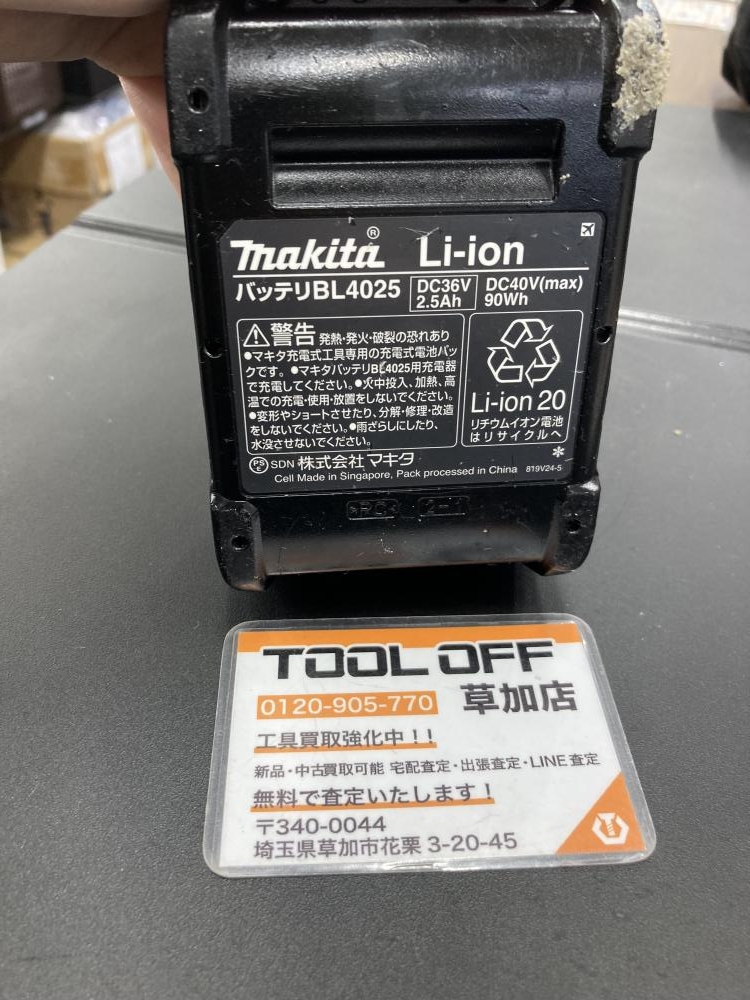 makita® Li-ion
バッテリBL4025 DC36V 2.5Ah DC40V(max) 90Wh
警告 発熱・発火・破裂の恐れあり
●マキタ充電式工具専用の充電式電池パッ
クです。●マキタバッテリBL4025用充電器
で充電してください。●火中投入、加熱、高
温での充電・使用・放置をしないでください。
●変形やショートさせたり、分解・修理・改造
をしないでください。●雨ざらしにしたり、
水没させないでください。
Li-ion 20
リチウムイオン電池
はリサイクルへ
PSE SDN 株式会社マキタ
*
Cell Made in Singapore, Pack processed in China 819V24-5
>PC<
TOOL OFF
0120-905-770 草加店
工具買取強化中!!
新品・中古買取可能 宅配査定・出張査定・LINE査定
無料で査定いたします!
〒340-0044
埼玉県草加市花栗 3-20-45